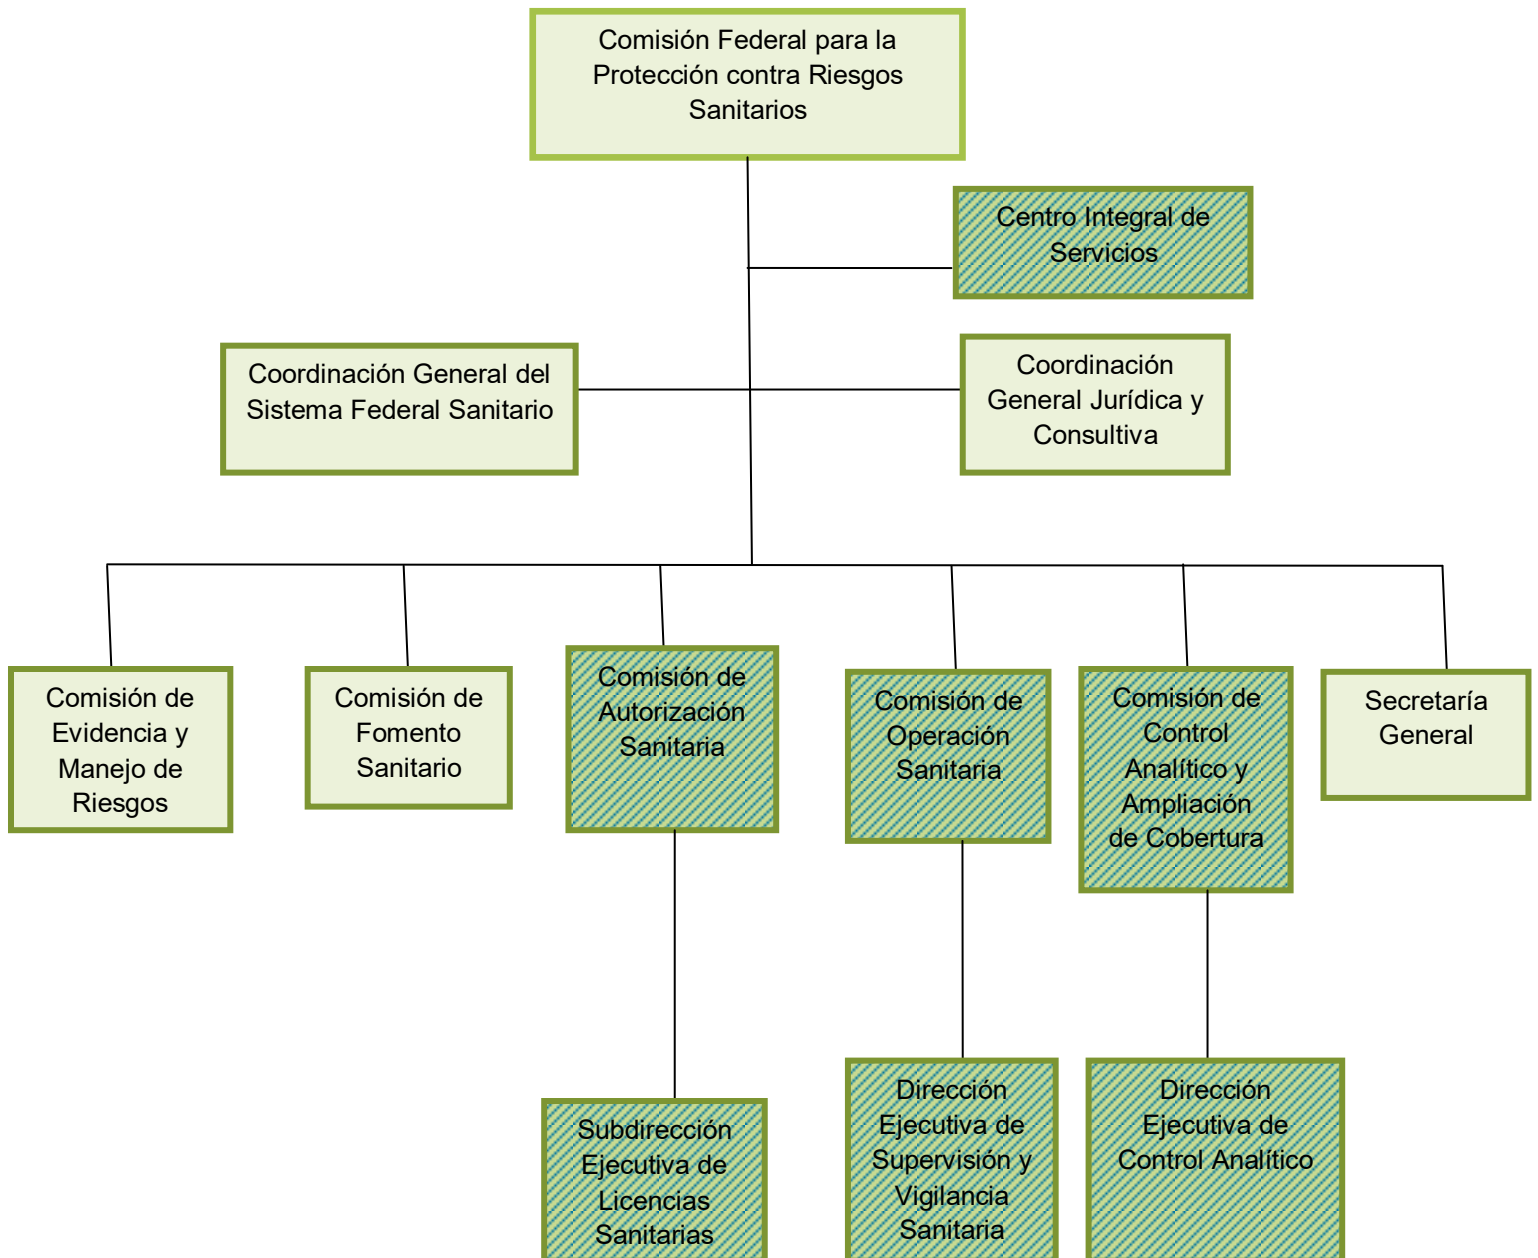 Comisión Federal para la
Protección contra Riesgos
Sanitarios
Centro Integral de
Servicios
Coordinación General del
Sistema Federal Sanitario
Coordinación
General Jurídica y
Consultiva
Comisión de
Evidencia y
Manejo de
Riesgos
Comisión de
Fomento
Sanitario
Comisión de
Autorización
Sanitaria
Comisión de
Operación
Sanitaria
Comisión de
Control
Analítico y
Ampliación
de Cobertura
Secretaría
General
Subdirección
Ejecutiva de
Licencias
Sanitarias
Dirección
Ejecutiva de
Supervisión y
Vigilancia
Sanitaria
Dirección
Ejecutiva de
Control Analítico